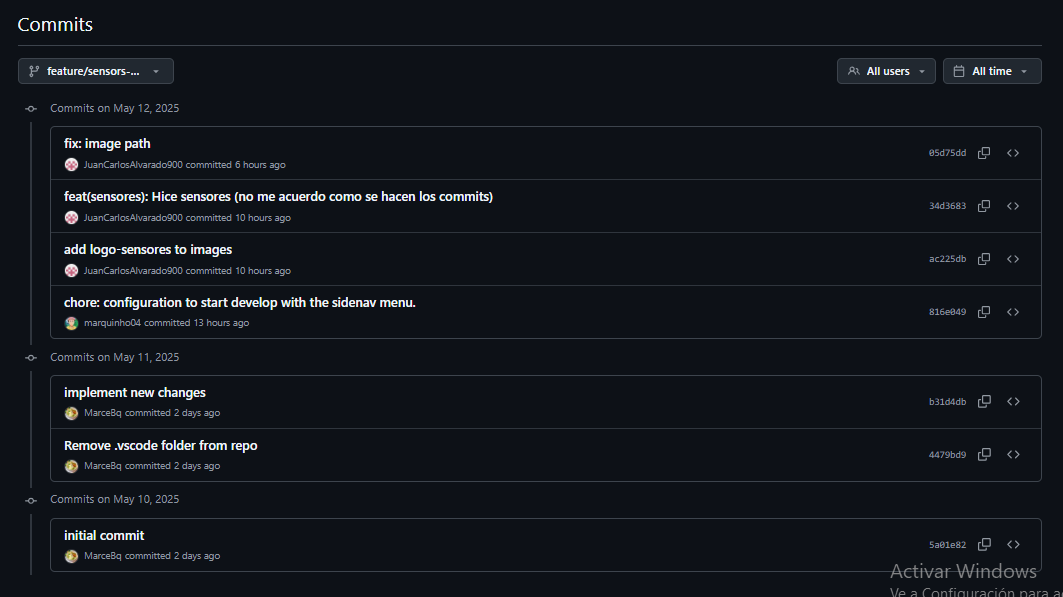 Commits
feature/sensors-...
All users
All time
Commits on May 12, 2025
fix: image path
JuanCarlosAlvarado900 committed 6 hours ago
05d75dd
feat(sensores): Hice sensores (no me acuerdo como se hacen los commits)
JuanCarlosAlvarado900 committed 10 hours ago
34d3683
add logo-sensores to images
JuanCarlosAlvarado900 committed 10 hours ago
ac225db
chore: configuration to start develop with the sidenav menu.
marquinho04 committed 13 hours ago
816e049
Commits on May 11, 2025
implement new changes
MarceBq committed 2 days ago
b31d4db
Remove .vscode folder from repo
MarceBq committed 2 days ago
4479bd9
Commits on May 10, 2025
initial commit
MarceBq committed 2 days ago
5a01e82
Activar Windows
Ve a Configuración para a